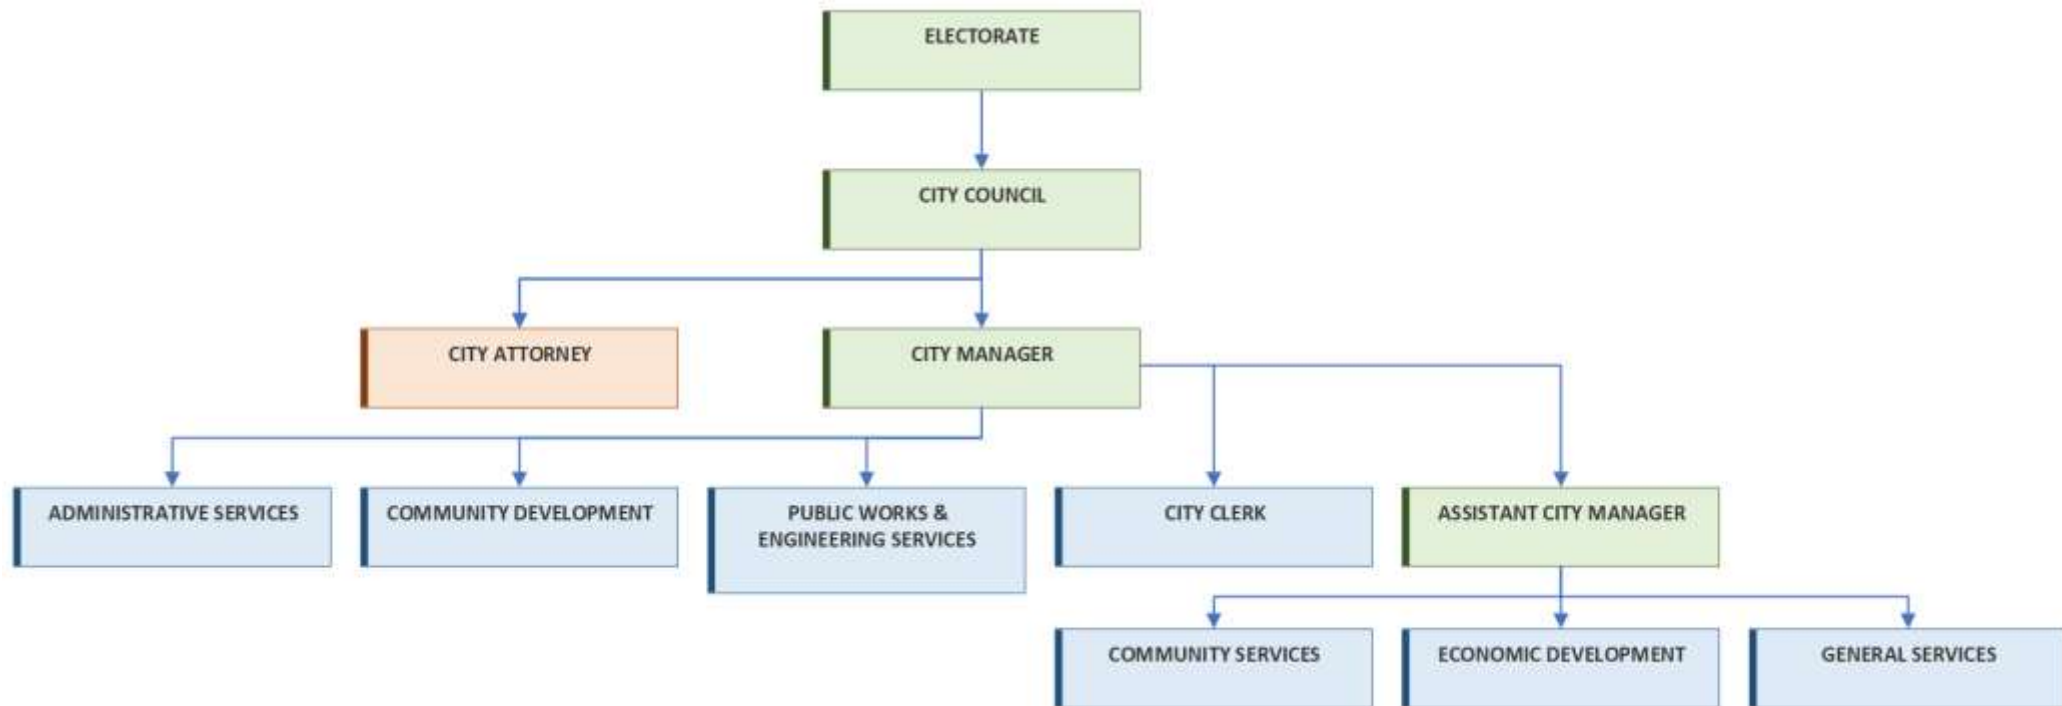 ELECTORATE
CITY COUNCIL
CITY ATTORNEY
CITY MANAGER
ADMINISTRATIVE SERVICES
COMMUNITY DEVELOPMENT
PUBLIC WORKS &
ENGINEERING SERVICES
CITY CLERK
ASSISTANT CITY MANAGER
COMMUNITY SERVICES
ECONOMIC DEVELOPMENT
GENERAL SERVICES